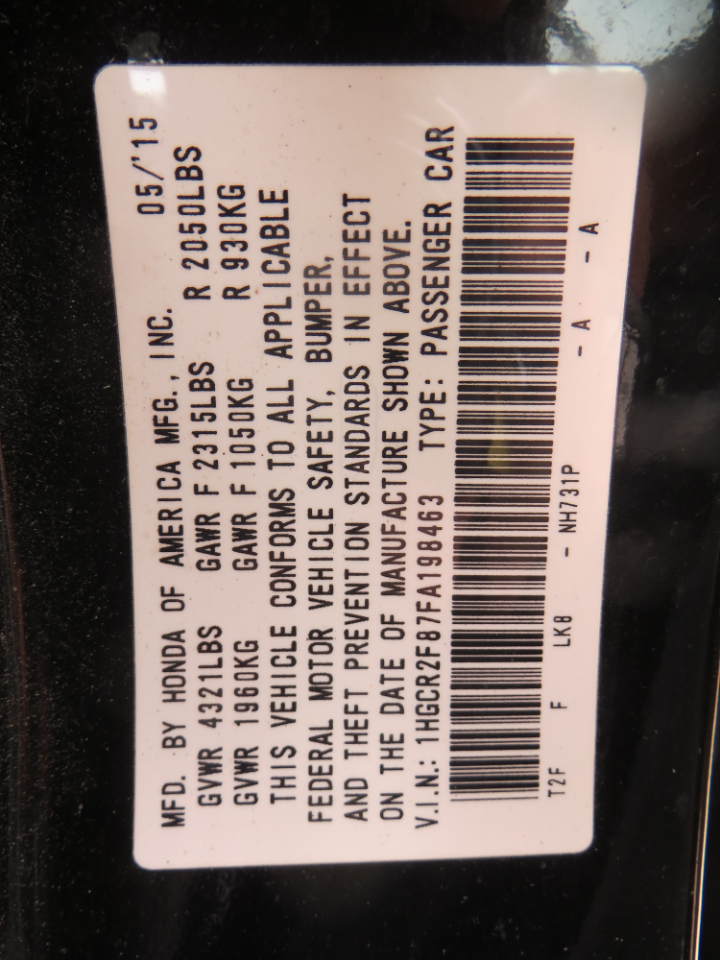 MFD. BY HONDA OF AMERICA MFG., INC. 05/'15
GVWR 4321LBS GAWR F 2315LBS R 2050LBS
GVWR 1960KG GAWR F 1050KG R 930KG
THIS VEHICLE CONFORMS TO ALL APPLICABLE
FEDERAL MOTOR VEHICLE SAFETY, BUMPER,
AND THEFT PREVENTION STANDARDS IN EFFECT
ON THE DATE OF MANUFACTURE SHOWN ABOVE.
V.I.N.: 1HGCR2F87FA198463 TYPE: PASSENGER CAR
T2F F LK8 - NH731P - A - A